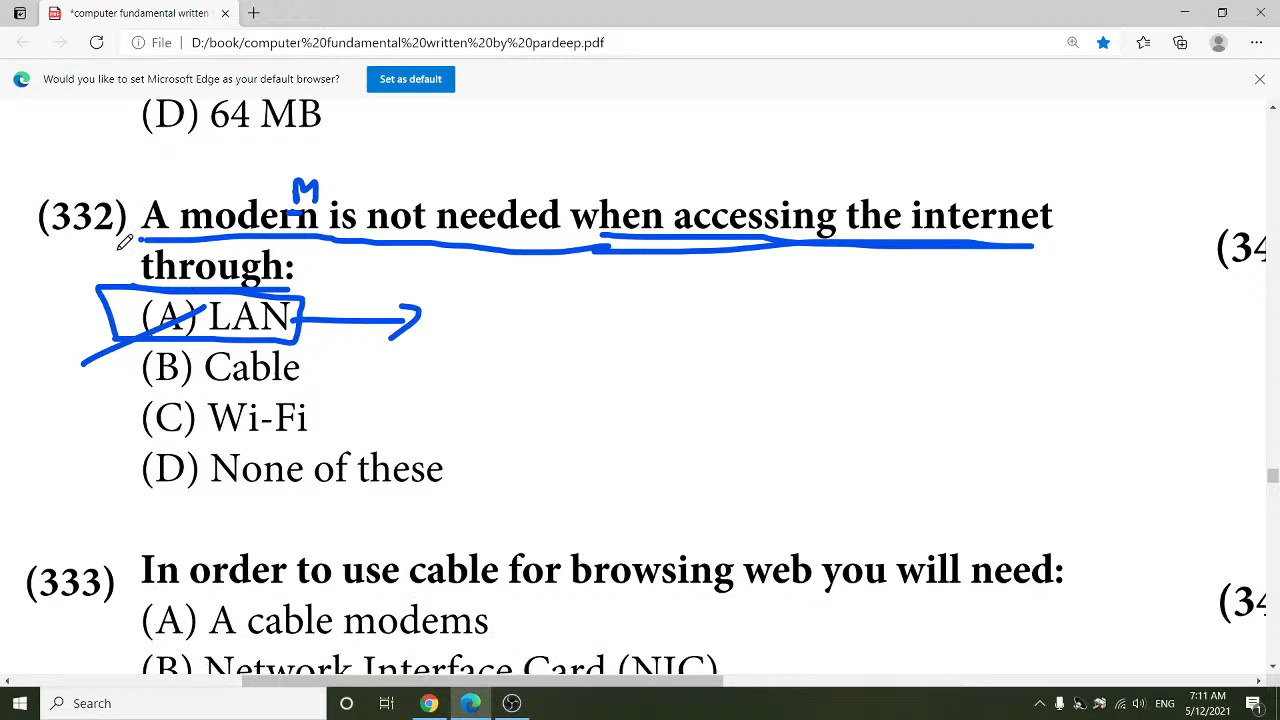 *computer fundamental written
File D:/book/computer%20fundamental%20written%20by%20pardeep.pdf
Would you like to set Microsoft Edge as your default browser? Set as default
(D) 64 MB
M
(332) A modern is not needed when accessing the internet
through:
(A) LAN
(B) Cable
(C) Wi-Fi
(D) None of these
(333) In order to use cable for browsing web you will need:
(A) A cable modems
(B) Network Interface Card (NIC)
(34
(34
Search
7:11 AM
5/12/2021